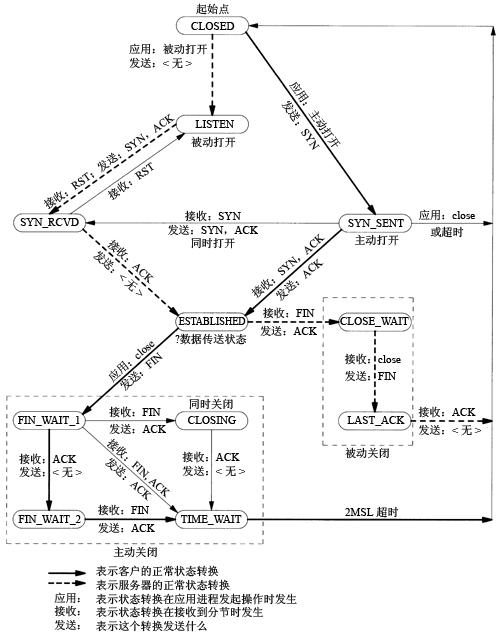 起始点
CLOSED
应用：被动打开
发送：< 无 >
应用：主动打开
发送：SYN
LISTEN
被动打开
接收：RST；发送：SYN，ACK
接收：RST
SYN_RCVD
接收：SYN
发送：SYN，ACK
同时打开
SYN_SENT
主动打开
应用：close
或超时
接收：ACK
发送：< 无 >
接收：SYN，ACK
发送：ACK
ESTABLISHED
?数据传送状态
接收：FIN
发送：ACK
CLOSE_WAIT
应用：close
发送：FIN
接收：close
发送：FIN
同时关闭
FIN_WAIT_1
接收：FIN
发送：ACK
CLOSING
LAST_ACK
接收：ACK
发送：< 无 >
被动关闭
接收：ACK
发送：< 无 >
接收：FIN,ACK
发送：ACK
接收：ACK
发送：< 无 >
FIN_WAIT_2
接收：FIN
发送：ACK
TIME_WAIT
2MSL 超时
主动关闭
表示客户的正常状态转换
表示服务器的正常状态转换
应用： 表示状态转换在应用进程发起操作时发生
接收： 表示状态转换在接收到分节时发生
发送： 表示这个转换发送什么